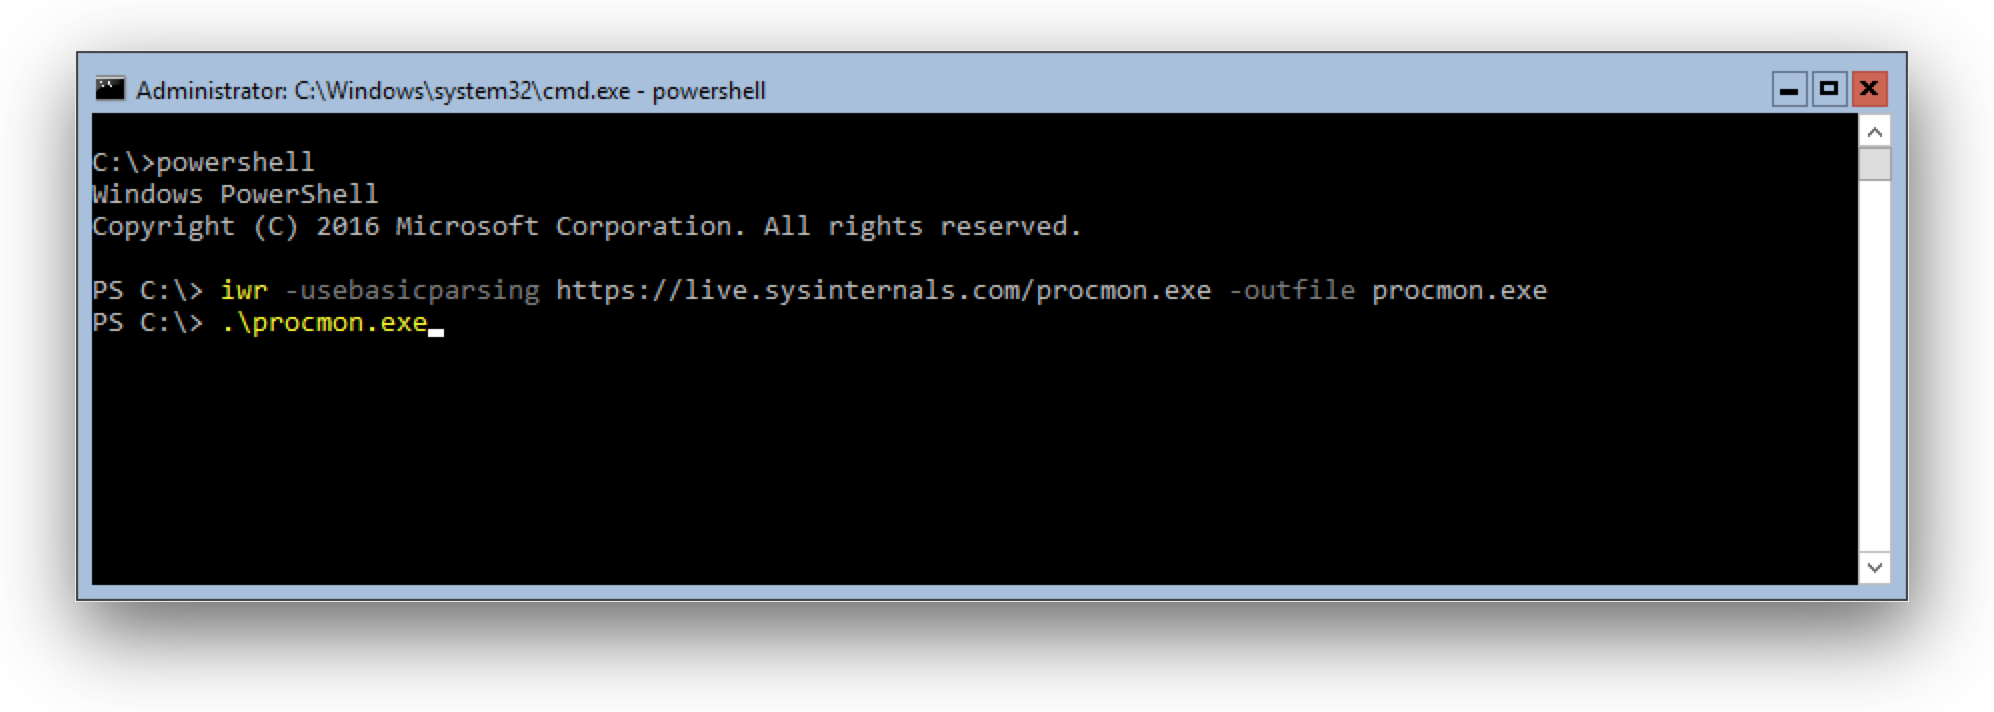 Administrator: C:\Windows\system32\cmd.exe - powershell
C:\>powershell
Windows PowerShell
Copyright (C) 2016 Microsoft Corporation. All rights reserved.
PS C:\> iwr -usebasicparsing https://live.sysinternals.com/procmon.exe -outfile procmon.exe
PS C:\> .\procmon.exe